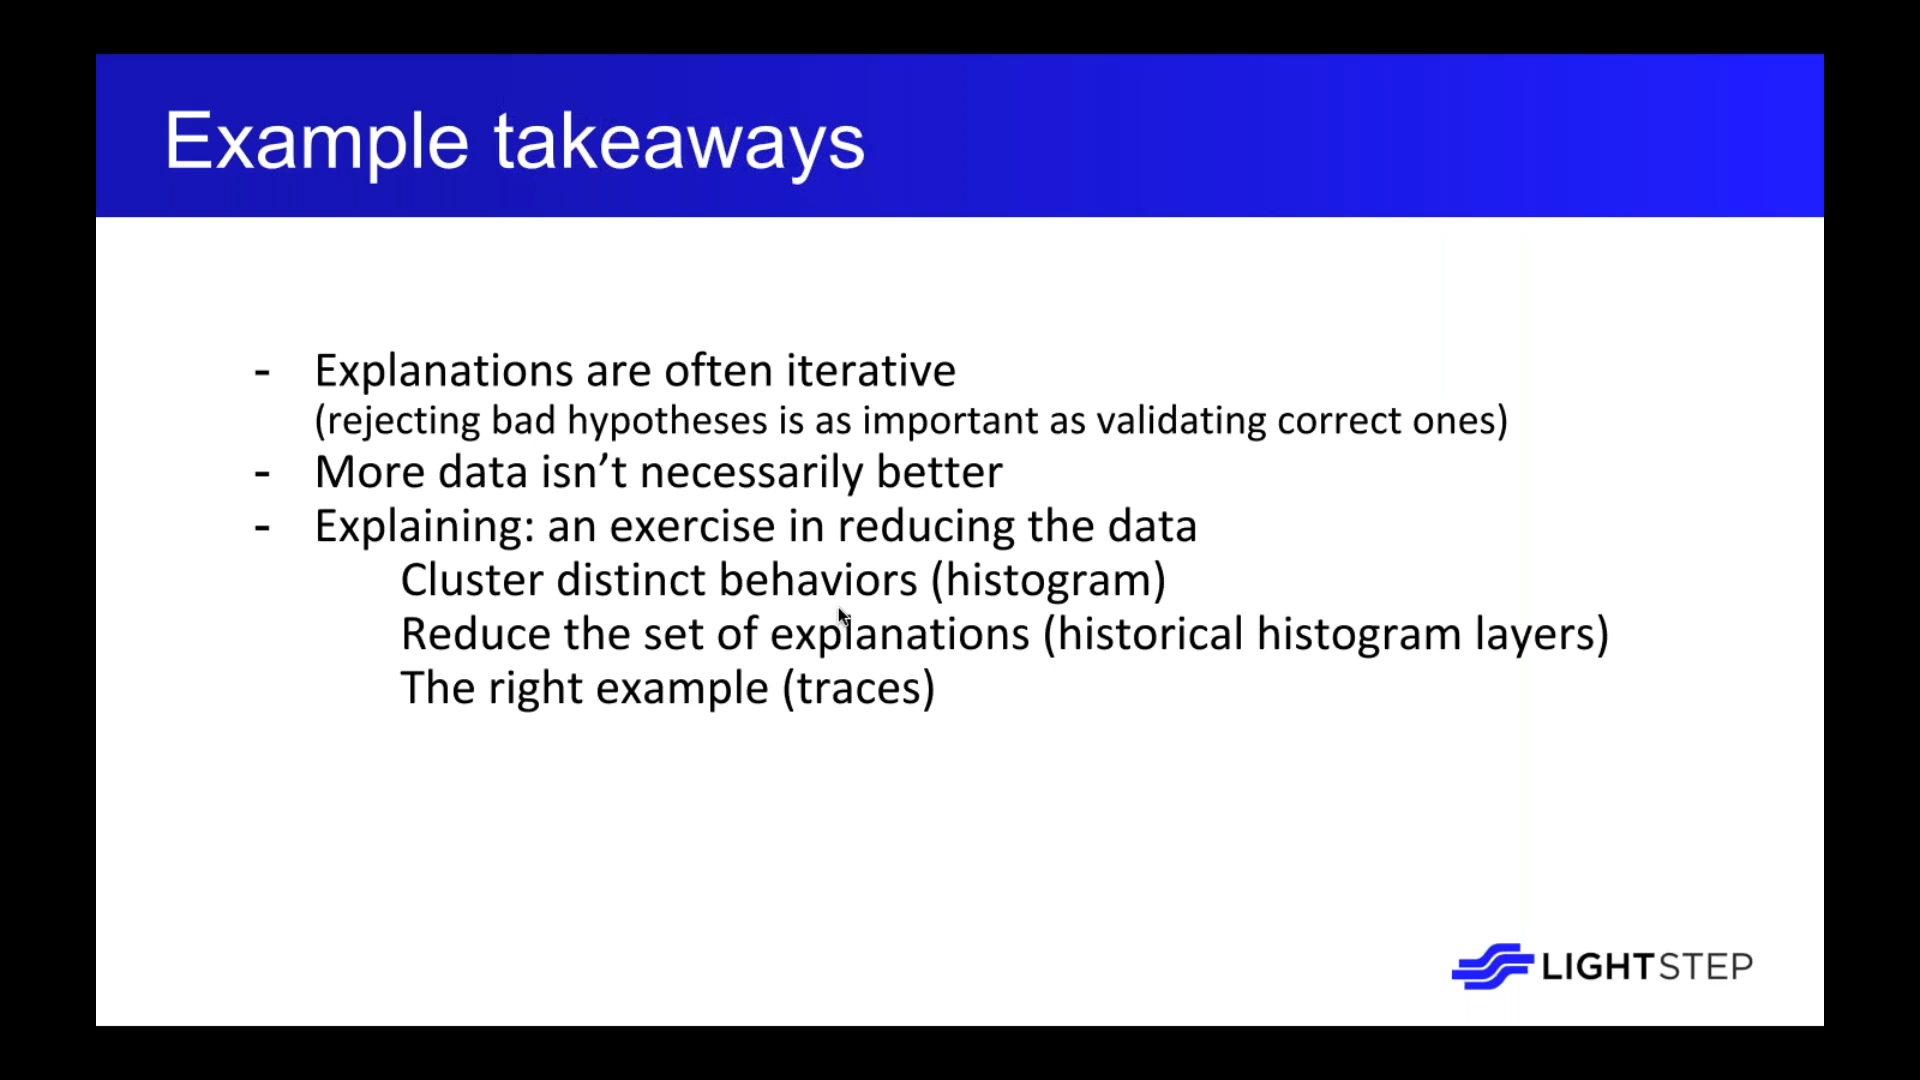 Example takeaways
- Explanations are often iterative
(rejecting bad hypotheses is as important as validating correct ones)
- More data isn’t necessarily better
- Explaining: an exercise in reducing the data
Cluster distinct behaviors (histogram)
Reduce the set of explanations (historical histogram layers)
The right example (traces)
LIGHTSTEP